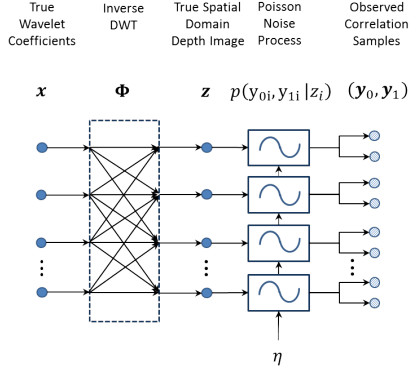 True Wavelet Coefficients
Inverse DWT
True Spatial Domain Depth Image
Poisson Noise Process
Observed Correlation Samples
x
Φ
z
p(y₀ᵢ, y₁ᵢ |zᵢ)
(y₀, y₁)
η